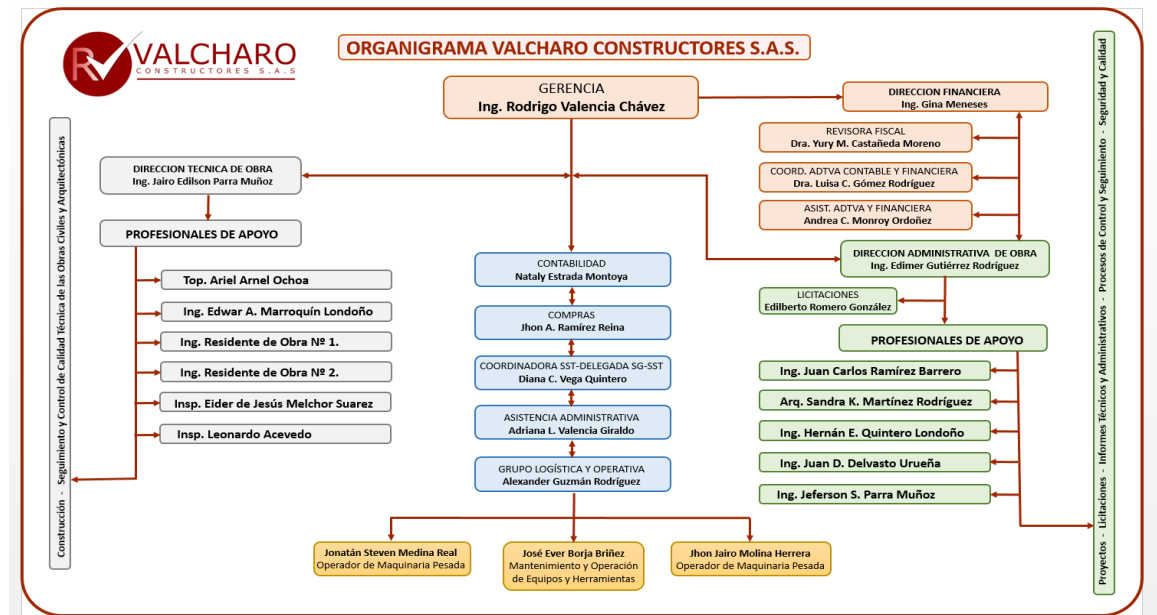 RV VALCHARO
CONSTRUCTORES S.A.S
ORGANIGRAMA VALCHARO CONSTRUCTORES S.A.S.
GERENCIA
Ing. Rodrigo Valencia Chávez
DIRECCION FINANCIERA
Ing. Gina Meneses
REVISORA FISCAL
Dra. Yury M. Castañeda Moreno
COORD. ADTVA CONTABLE Y FINANCIERA
Dra. Luisa C. Gómez Rodríguez
ASIST. ADTVA Y FINANCIERA
Andrea C. Monroy Ordoñez
DIRECCION TECNICA DE OBRA
Ing. Jairo Edilson Parra Muñoz
PROFESIONALES DE APOYO
Top. Ariel Arnel Ochoa
Ing. Edwar A. Marroquín Londoño
Ing. Residente de Obra Nº 1.
Ing. Residente de Obra Nº 2.
Insp. Eider de Jesús Melchor Suarez
Insp. Leonardo Acevedo
Construcción - Seguimiento y Control de Calidad Técnica de las Obras Civiles y Arquitectónicas
CONTABILIDAD
Nataly Estrada Montoya
COMPRAS
Jhon A. Ramírez Reina
COORDINADORA SST-DELEGADA SG-SST
Diana C. Vega Quintero
ASISTENCIA ADMINISTRATIVA
Adriana L. Valencia Giraldo
GRUPO LOGÍSTICA Y OPERATIVA
Alexander Guzmán Rodríguez
Jonatán Steven Medina Real
Operador de Maquinaria Pesada
José Ever Borja Briñez
Mantenimiento y Operación
de Equipos y Herramientas
Jhon Jairo Molina Herrera
Operador de Maquinaria Pesada
DIRECCION ADMINISTRATIVA DE OBRA
Ing. Edimer Gutiérrez Rodríguez
LICITACIONES
Edilberto Romero González
PROFESIONALES DE APOYO
Ing. Juan Carlos Ramírez Barrero
Arq. Sandra K. Martínez Rodríguez
Ing. Hernán E. Quintero Londoño
Ing. Juan D. Delvasto Urueña
Ing. Jeferson S. Parra Muñoz
Proyectos - Licitaciones - Informes Técnicos y Administrativos - Procesos de Control y Seguimiento - Seguridad y Calidad